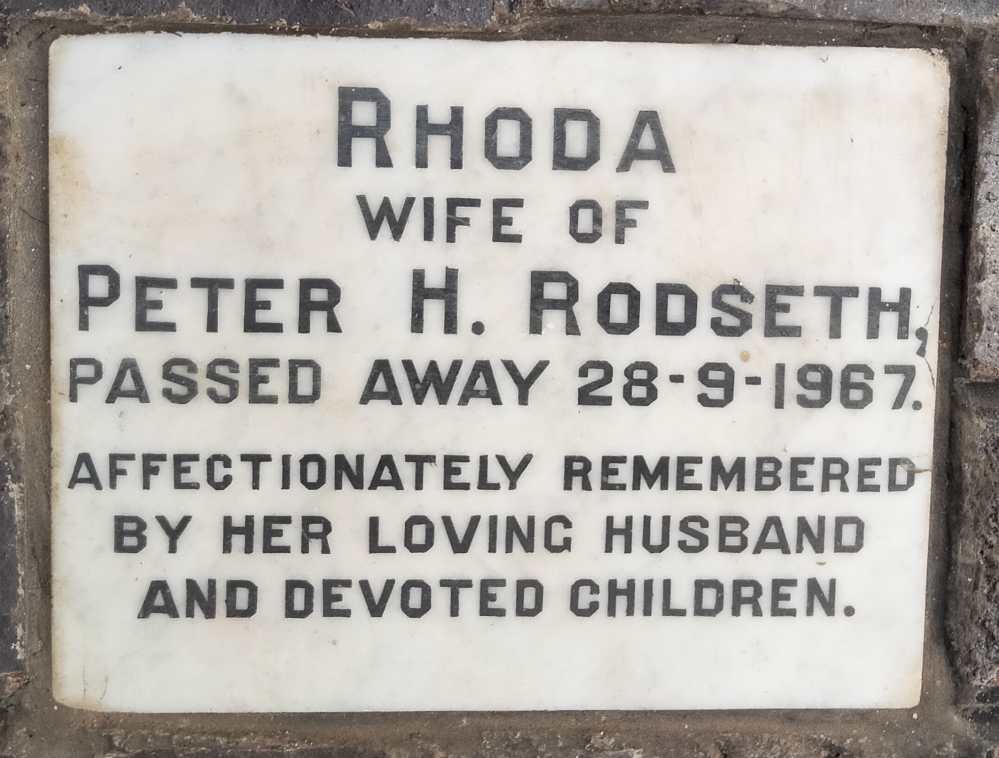 RHODA
WIFE OF
PETER H. RODSETH,
PASSED AWAY 28-9-1967.
AFFECTIONATELY REMEMBERED
BY HER LOVING HUSBAND
AND DEVOTED CHILDREN.